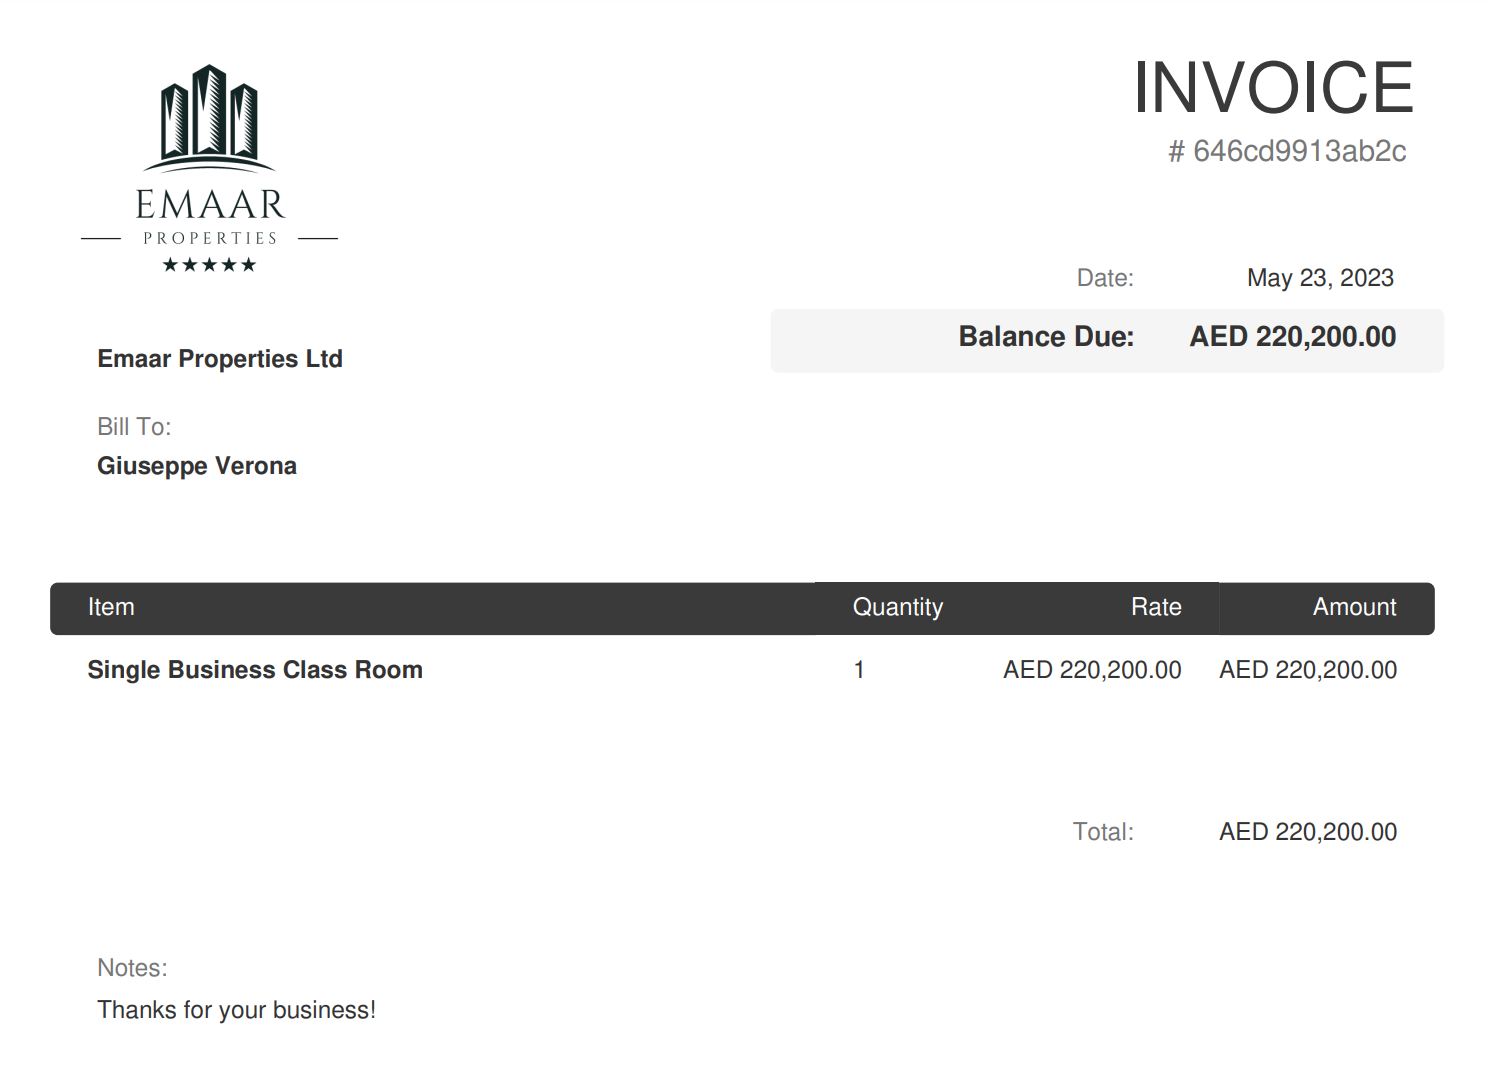 EMAAR
PROPERTIES
INVOICE
# 646cd9913ab2c
Date: May 23, 2023
Balance Due: AED 220,200.00
Emaar Properties Ltd
Bill To:
Giuseppe Verona
Item Quantity Rate Amount
Single Business Class Room 1 AED 220,200.00 AED 220,200.00
Total: AED 220,200.00
Notes:
Thanks for your business!